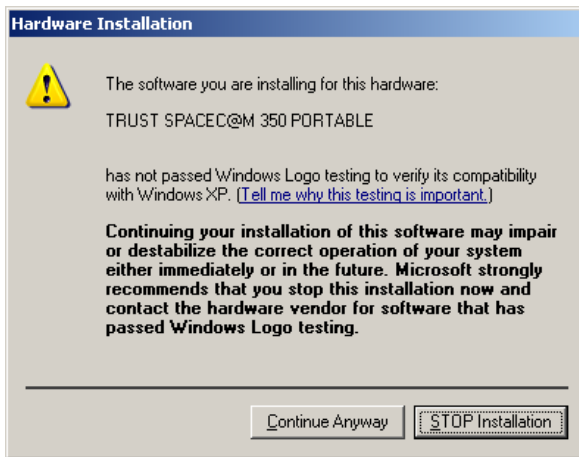 Hardware Installation
The software you are installing for this hardware:
TRUST SPACEC@M 350 PORTABLE
has not passed Windows Logo testing to verify its compatibility
with Windows XP. (Tell me why this testing is important.)
Continuing your installation of this software may impair
or destabilize the correct operation of your system
either immediately or in the future. Microsoft strongly
recommends that you stop this installation now and
contact the hardware vendor for software that has
passed Windows Logo testing.
Continue Anyway STOP Installation